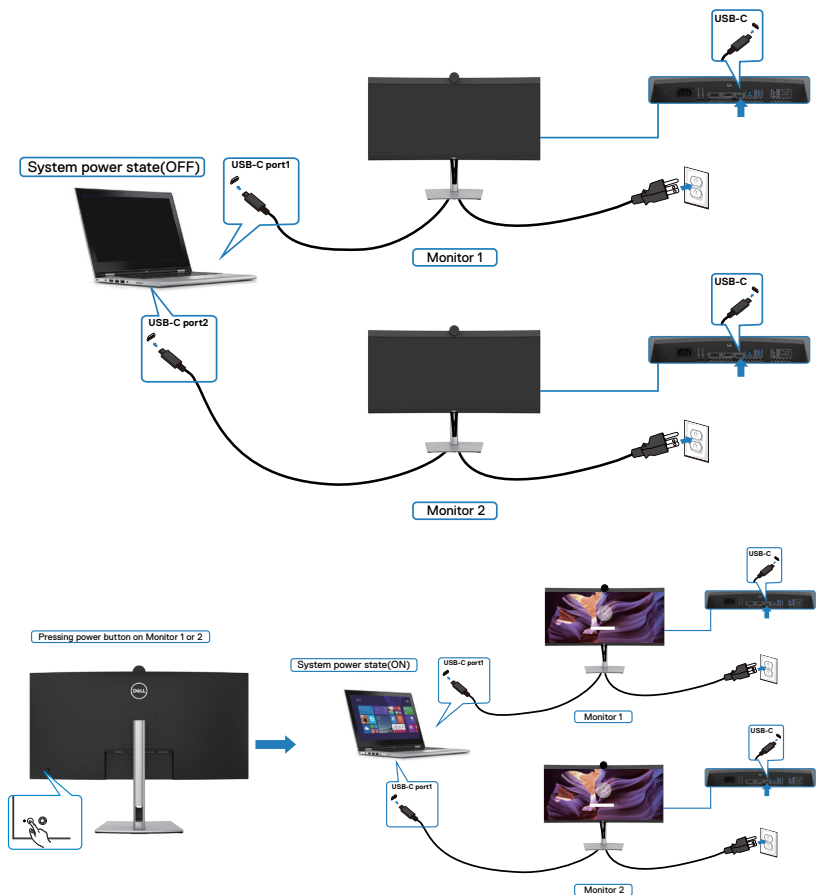 USB-C
USB-C port1
System power state(OFF)
Monitor 1
USB-C
USB-C port2
Monitor 2
USB-C
Pressing power button on Monitor 1 or 2
System power state(ON)
USB-C port1
DELL
Monitor 1
USB-C
USB-C port1
Monitor 2